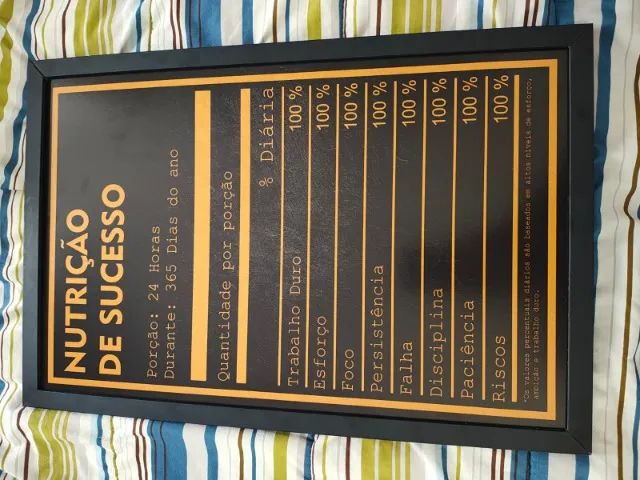 NUTRIÇÃO
DE SUCESSO
Porção: 24 Horas
Durante: 365 Dias do ano
Quantidade por porção
% Diária
Trabalho Duro 100 %
Esforço 100 %
Foco 100 %
Persistência 100 %
Falha 100 %
Disciplina 100 %
Paciência 100 %
Riscos 100 %
*Os valores percentuais diários são baseados em altos níveis de esforço,
ambição e trabalho duro.